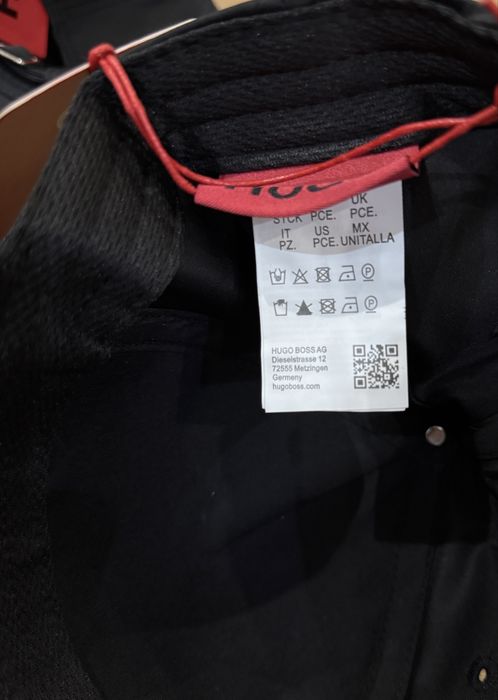 UK
STCK PCE. PCE.
IT US MX
PZ. PCE. UNITALLA
HUGO BOSS AG
Dieselstrasse 12
72555 Metzingen
Germany
hugoboss.com